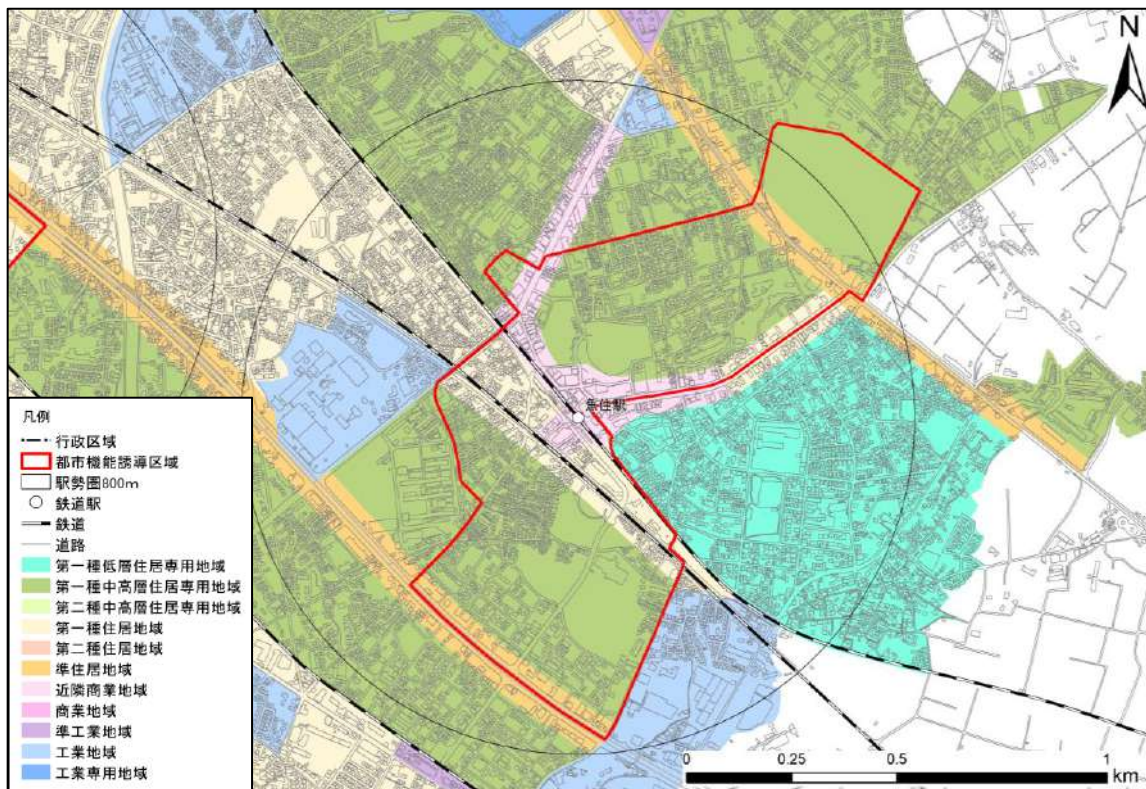 N
魚住駅
凡例
行政区域
都市機能誘導区域
駅勢圏800m
鉄道駅
鉄道
道路
第一種低層住居専用地域
第一種中高層住居専用地域
第二種中高層住居専用地域
第一種住居地域
第二種住居地域
準住居地域
近隣商業地域
商業地域
準工業地域
工業地域
工業専用地域
0 0.25 0.5 1
km